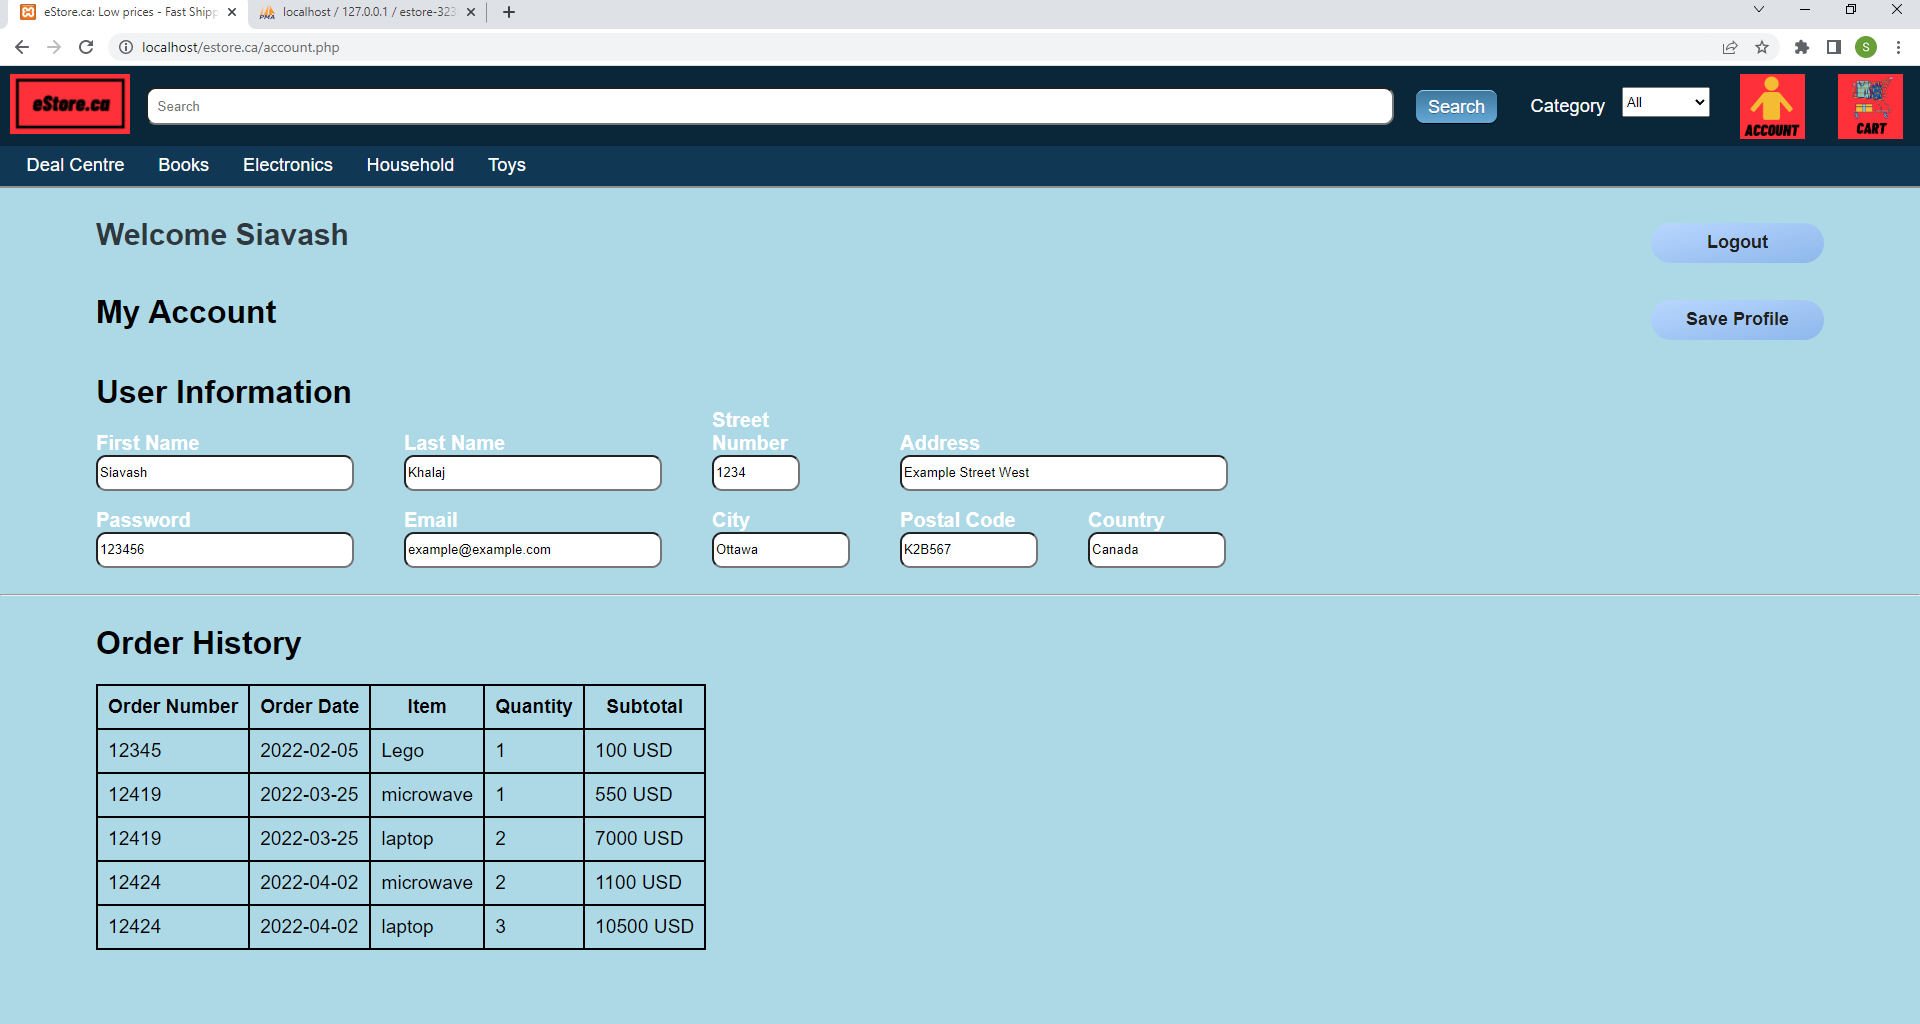 eStore.ca: Low prices - Fast Shipp
localhost / 127.0.0.1 / estore-323
localhost/estore.ca/account.php
S
eStore.ca
Search
Search
Category
All
ACCOUNT
CART
Deal Centre
Books
Electronics
Household
Toys
Welcome Siavash
Logout
My Account
Save Profile
User Information
First Name
Last Name
Street
Number
Address
Siavash
Khalaj
1234
Example Street West
Password
Email
City
Postal Code
Country
123456
example@example.com
Ottawa
K2B567
Canada
Order History
Order Number Order Date Item Quantity Subtotal
12345 2022-02-05 Lego 1 100 USD
12419 2022-03-25 microwave 1 550 USD
12419 2022-03-25 laptop 2 7000 USD
12424 2022-04-02 microwave 2 1100 USD
12424 2022-04-02 laptop 3 10500 USD